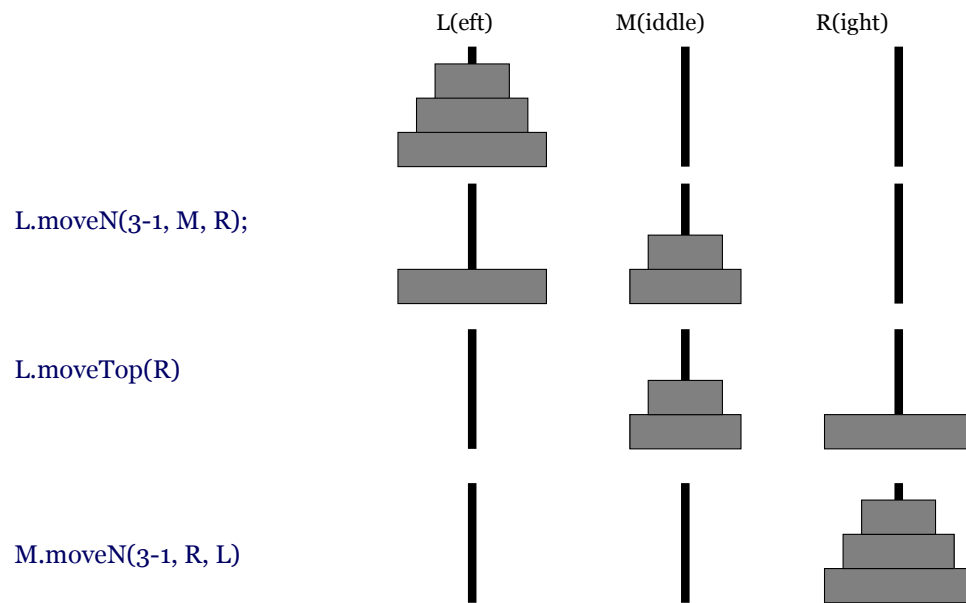 L(eft) M(iddle) R(ight)
L.moveN(3-1, M, R);
L.moveTop(R)
M.moveN(3-1, R, L)